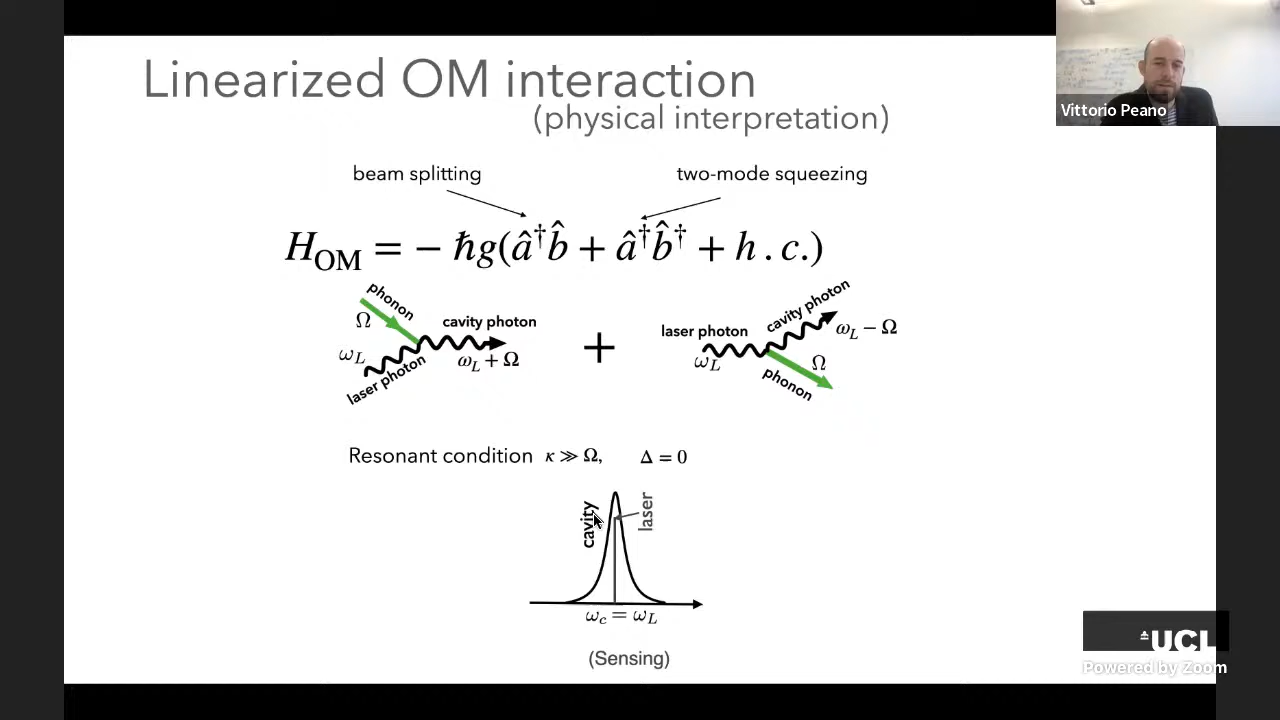 Linearized OM interaction
(physical interpretation)
Vittorio Peano
beam splitting
two-mode squeezing
H_OM = − ħg(â†b̂ + â†b̂† + h.c.)
phonon
Ω
cavity photon
ω_L
ω_L + Ω
laser photon
+
laser photon
cavity photon
ω_L − Ω
ω_L
Ω
phonon
Resonant condition κ ≫ Ω, Δ = 0
cavity
laser
ω_c = ω_L
(Sensing)
UCL
Powered by Zoom